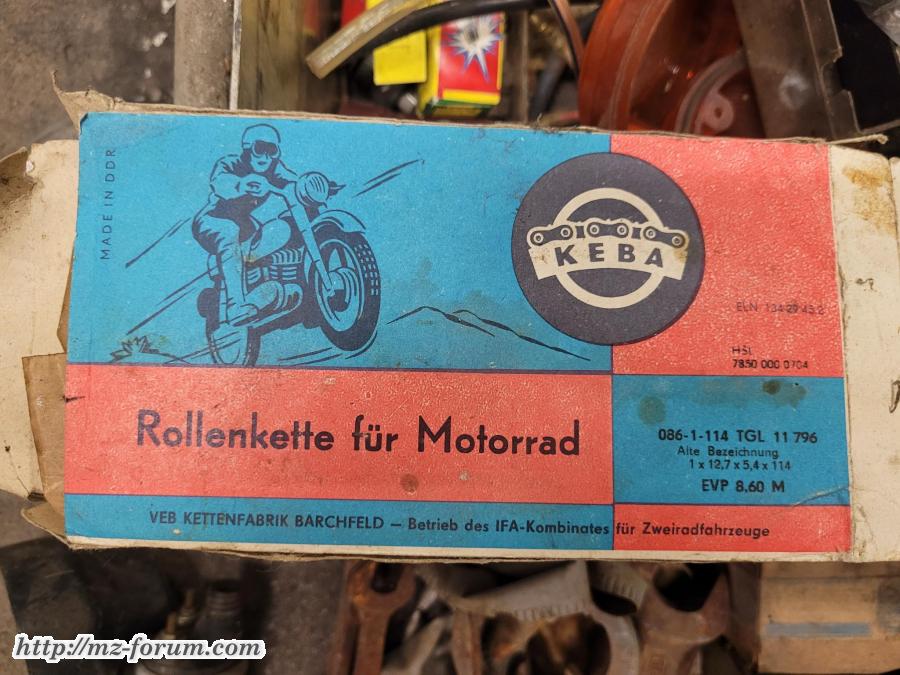 MADE IN DDR
KEBA
ELN 134 29 43 2
HSL
7850 000 0704
Rollenkette für Motorrad
086-1-114 TGL 11 796
Alte Bezeichnung
1 x 12,7 x 5,4 x 114
EVP 8,60 M
VEB KETTENFABRIK BARCHFELD — Betrieb des IFA-Kombinates für Zweiradfahrzeuge
http://mz-forum.com